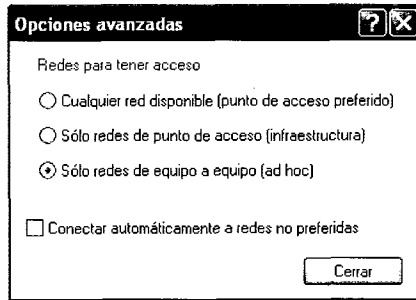 Opciones avanzadas
Redes para tener acceso
Cualquier red disponible (punto de acceso preferido)
Sólo redes de punto de acceso (infraestructura)
Sólo redes de equipo a equipo (ad hoc)
Conectar automáticamente a redes no preferidas
Cerrar